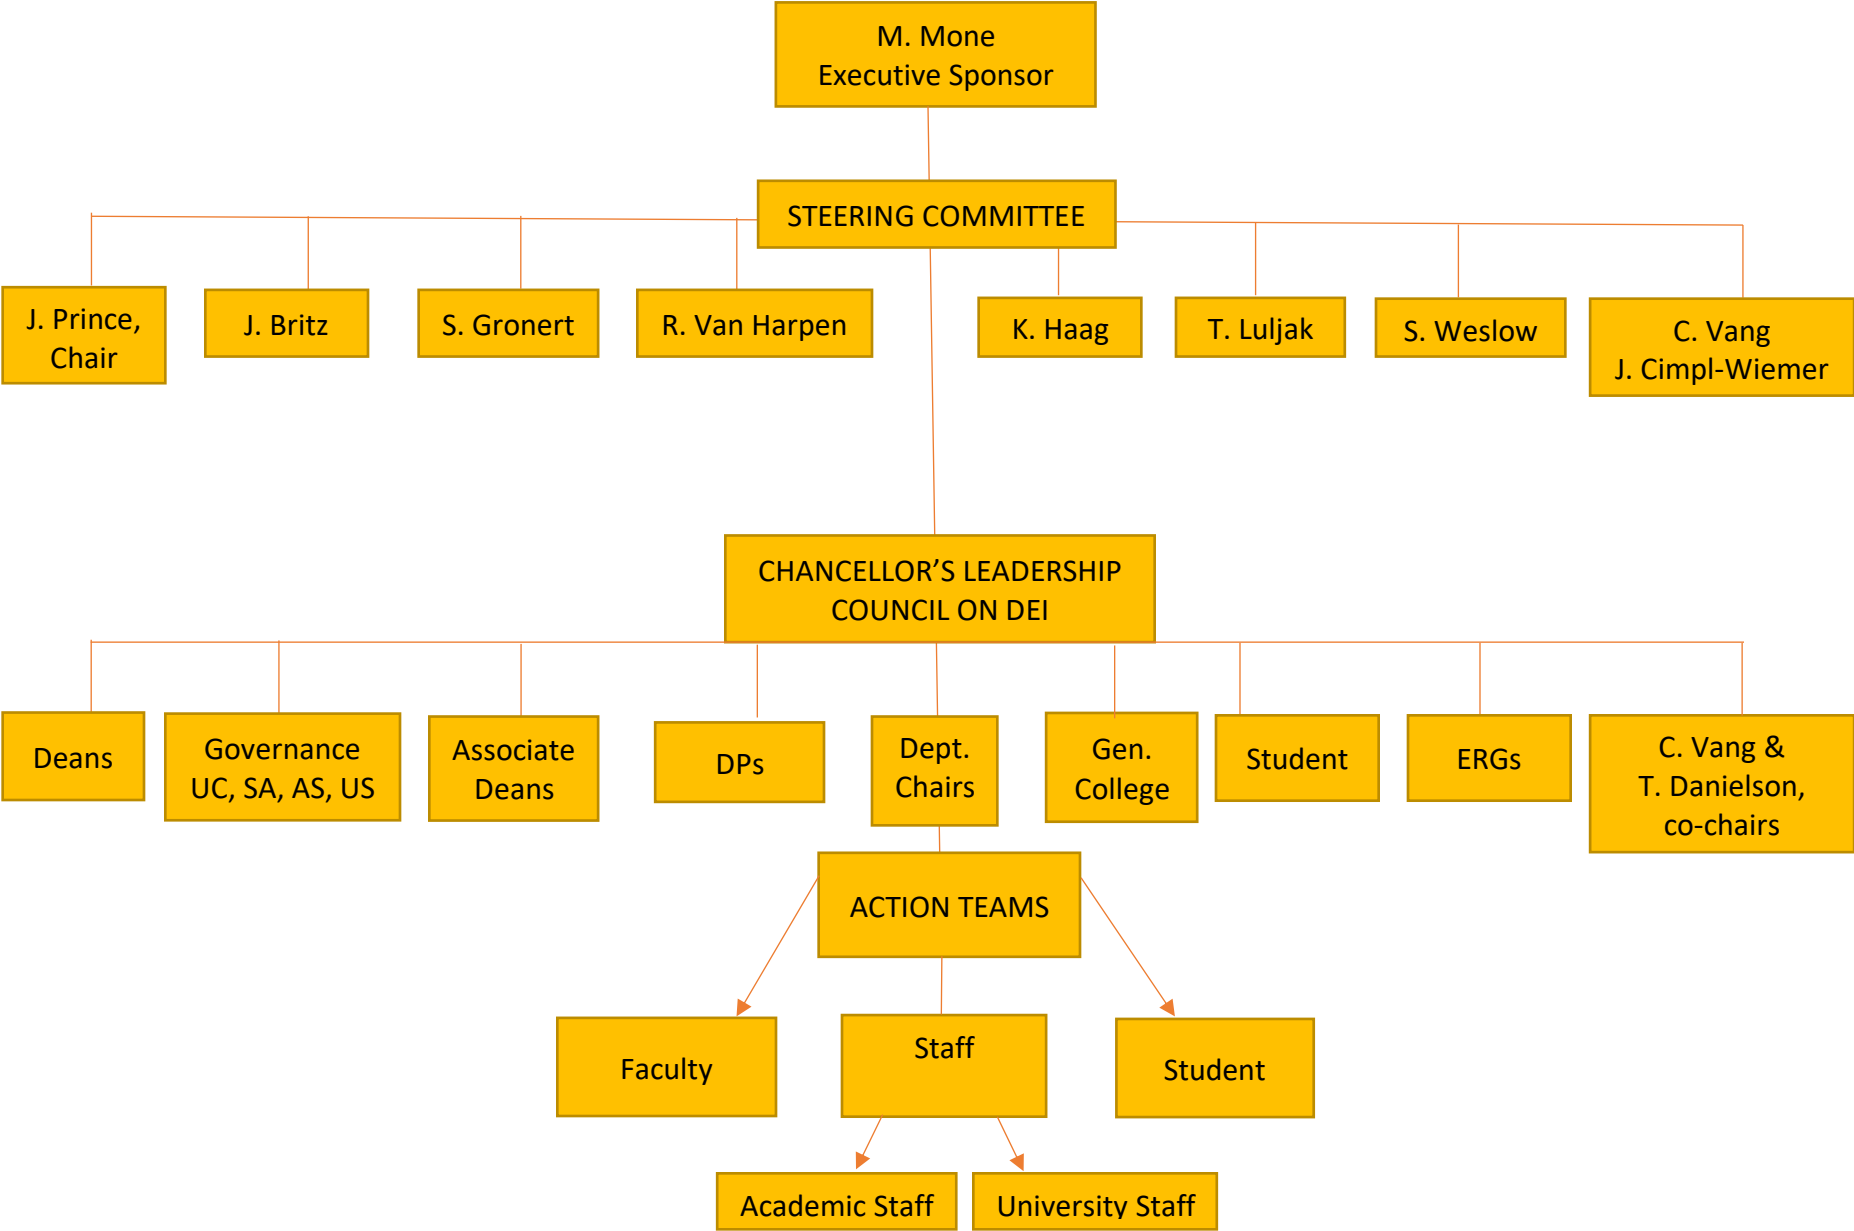 M. Mone
Executive Sponsor
STEERING COMMITTEE
J. Prince,
Chair
J. Britz
S. Gronert
R. Van Harpen
K. Haag
T. Luljak
S. Weslow
C. Vang
J. Cimpl-Wiemer
CHANCELLOR’S LEADERSHIP
COUNCIL ON DEI
Deans
Governance
UC, SA, AS, US
Associate
Deans
DPs
Dept.
Chairs
Gen.
College
Student
ERGs
C. Vang &
T. Danielson,
co-chairs
ACTION TEAMS
Faculty
Staff
Student
Academic Staff
University Staff